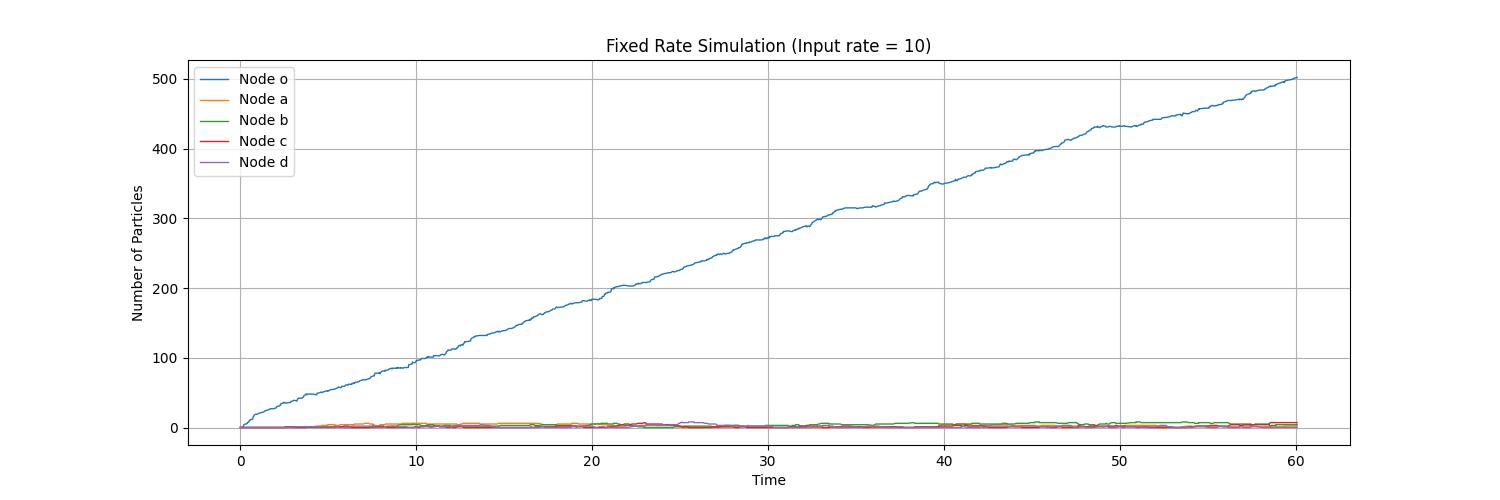 Fixed Rate Simulation (Input rate = 10)
Node o
Node a
Node b
Node c
Node d
Number of Particles
500
400
300
200
100
0
0 10 20 30 40 50 60
Time